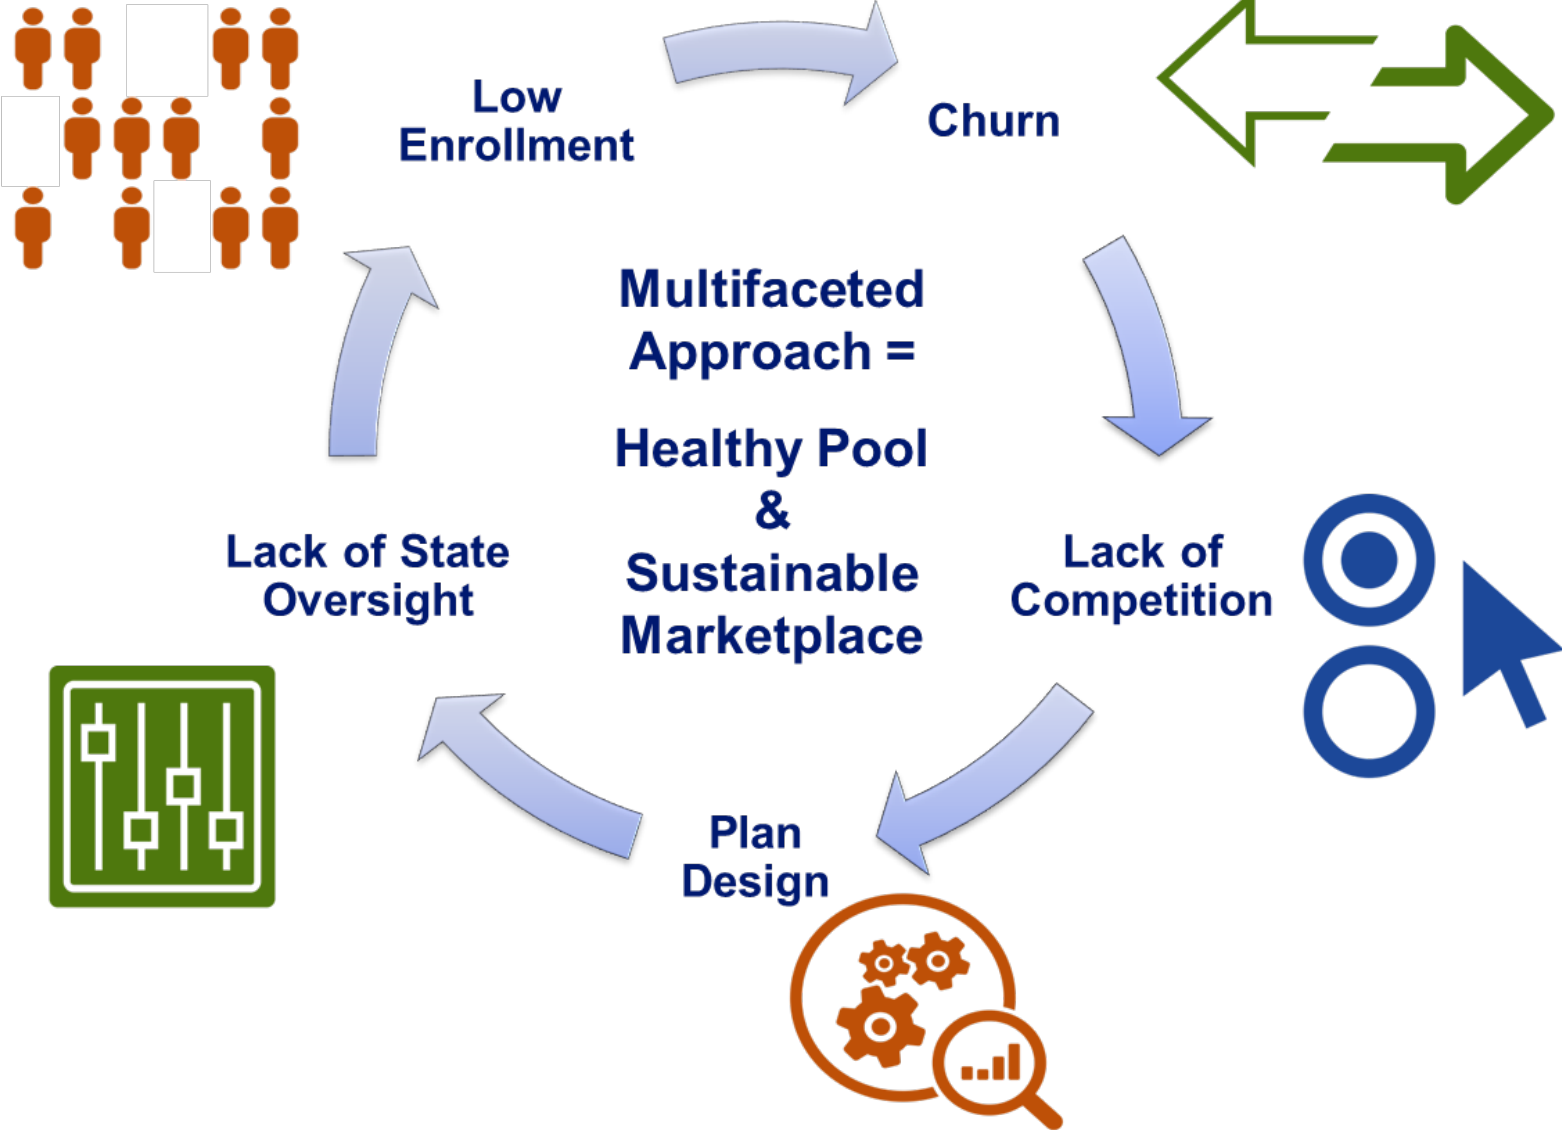 Low
Enrollment
Churn
Multifaceted
Approach =
Healthy Pool
&
Sustainable
Marketplace
Lack of State
Oversight
Lack of
Competition
Plan
Design